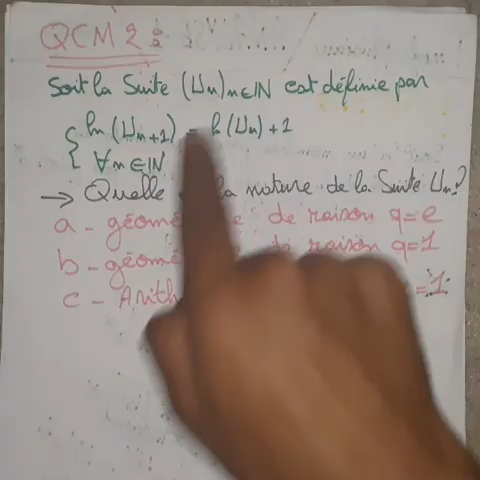 QCM 2 :
Soit la Suite (Un)n∈IN est définie par
{ ln (Un+1) = ln (Un) + 1
∀n ∈ IN
→ Quelle la nature de la Suite Un?
a - géomé e de raison q = e
b - géomé raison q = 1
c - Arith = 1